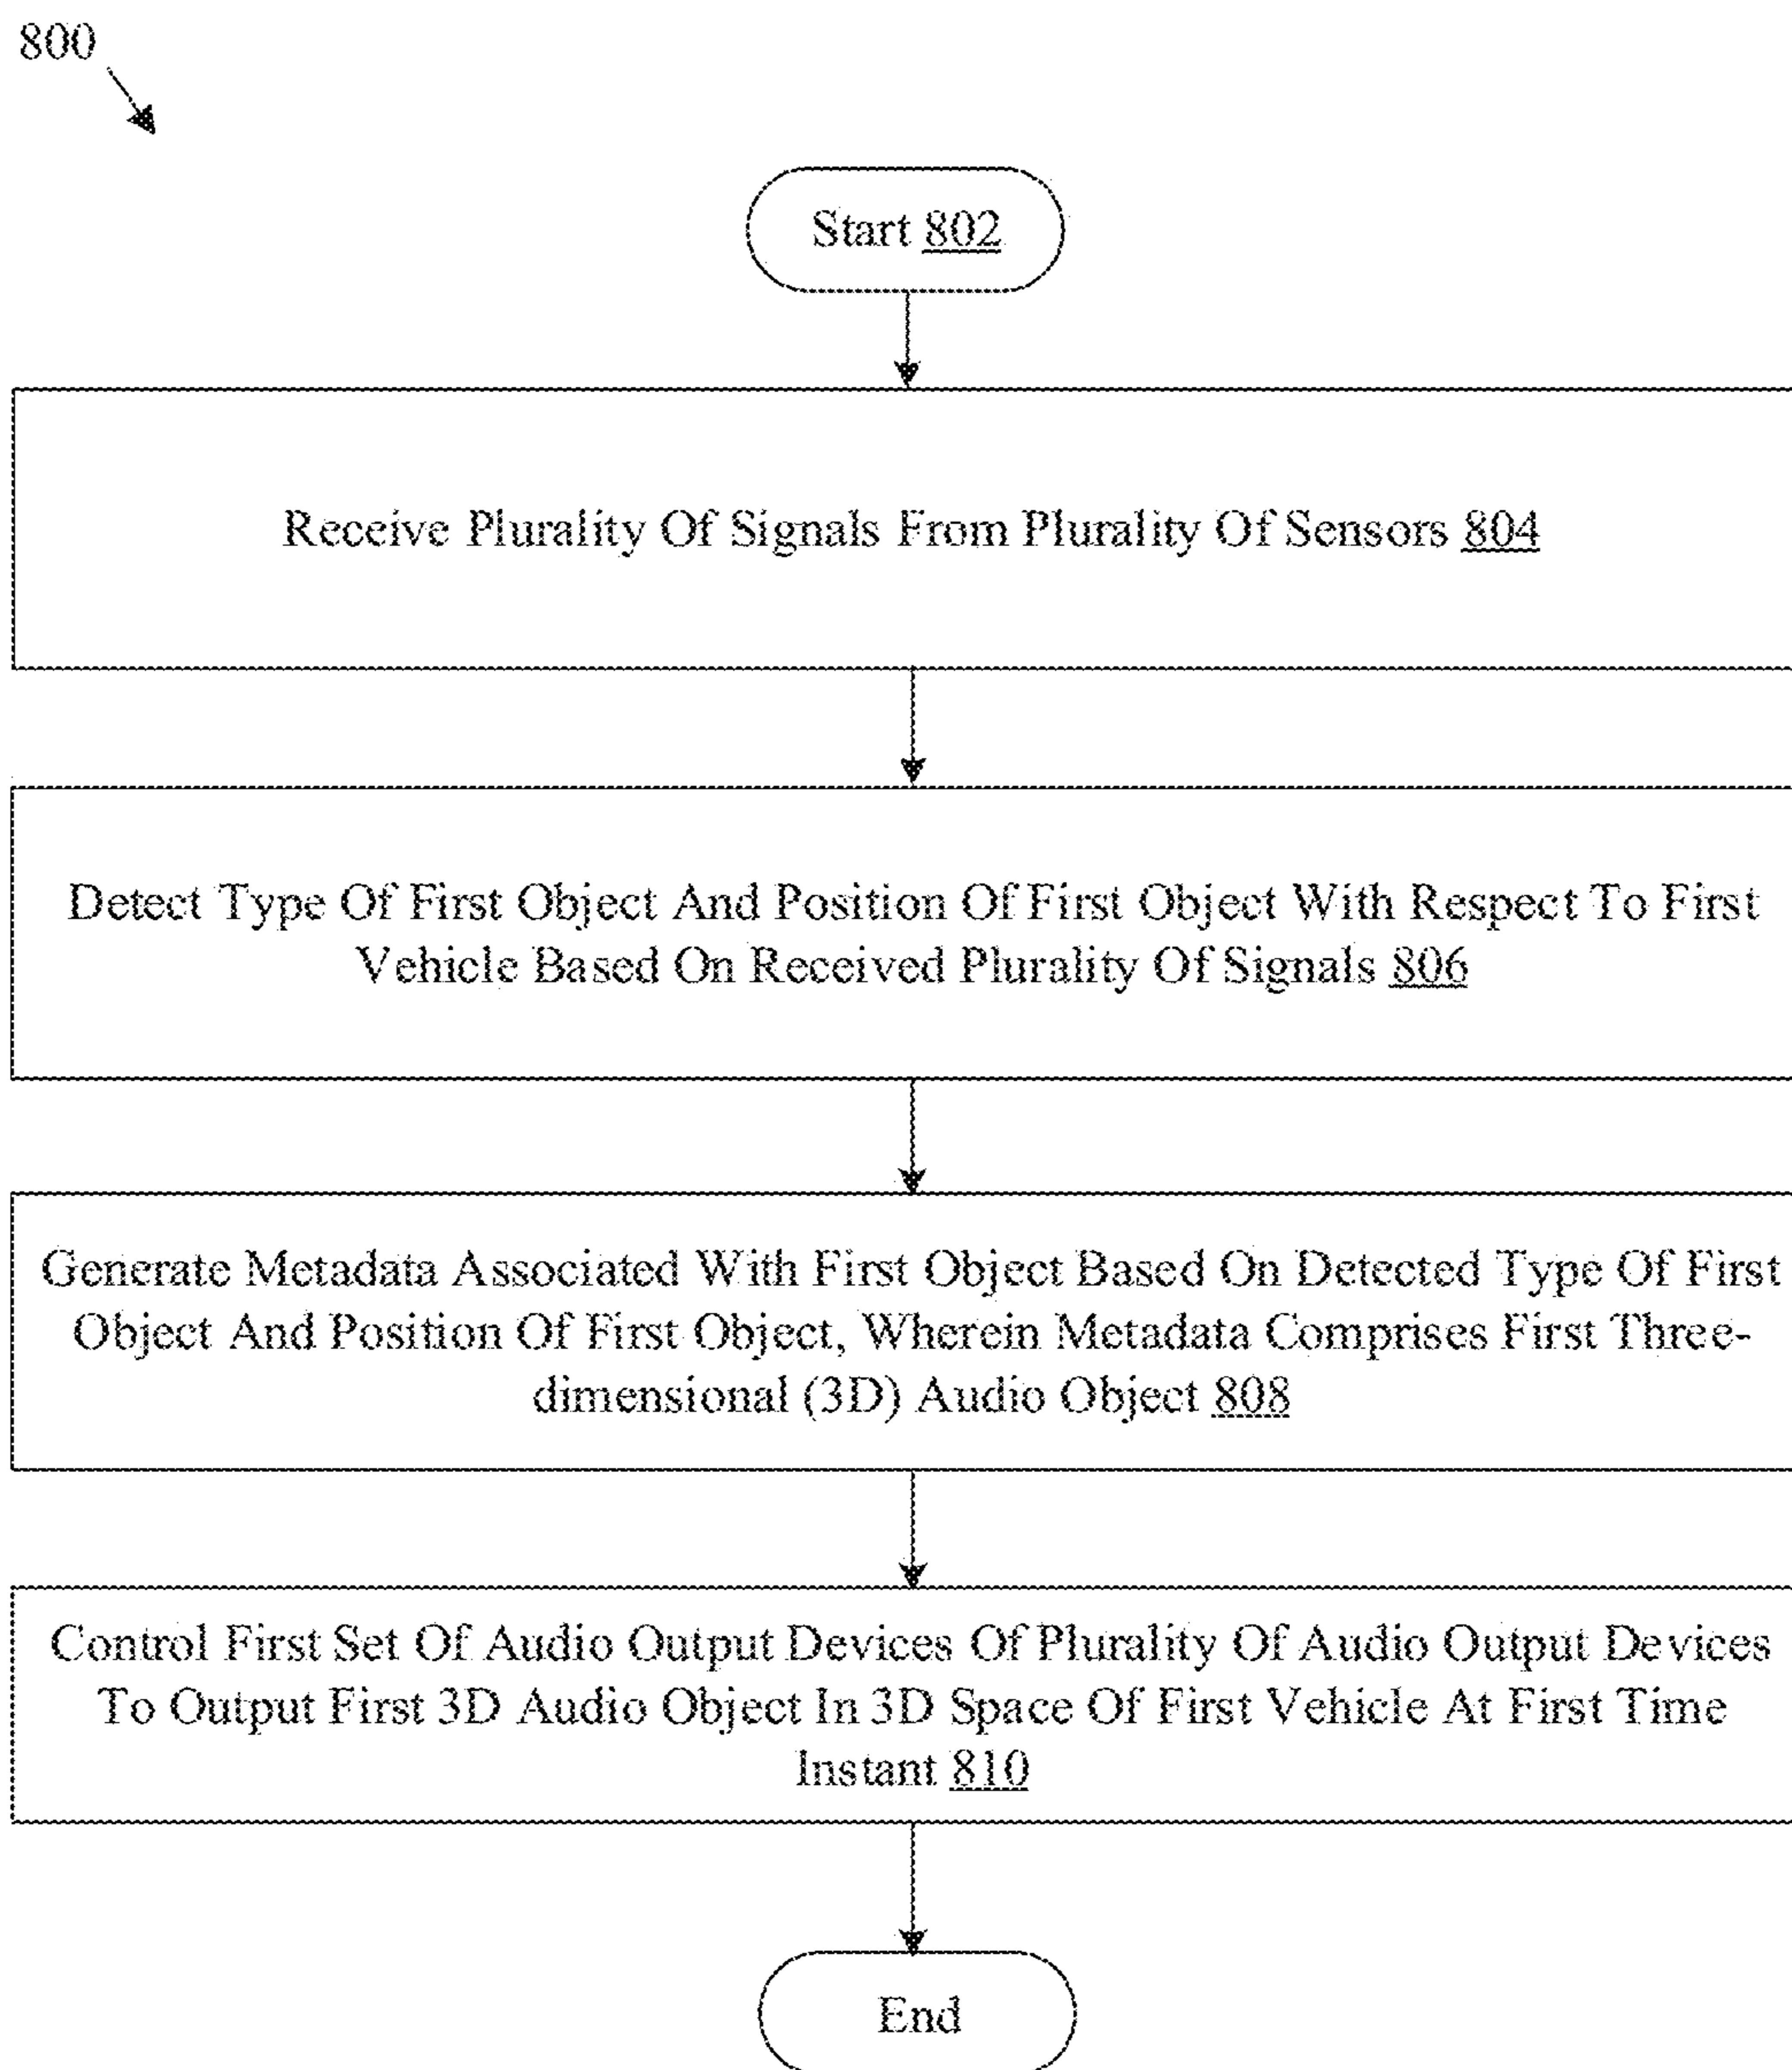 800
Start 802
Receive Plurality Of Signals From Plurality Of Sensors 804
Detect Type Of First Object And Position Of First Object With Respect To First
Vehicle Based On Received Plurality Of Signals 806
Generate Metadata Associated With First Object Based On Detected Type Of First
Object And Position Of First Object, Wherein Metadata Comprises First Three-
dimensional (3D) Audio Object 808
Control First Set Of Audio Output Devices Of Plurality Of Audio Output Devices
To Output First 3D Audio Object In 3D Space Of First Vehicle At First Time
Instant 810
End